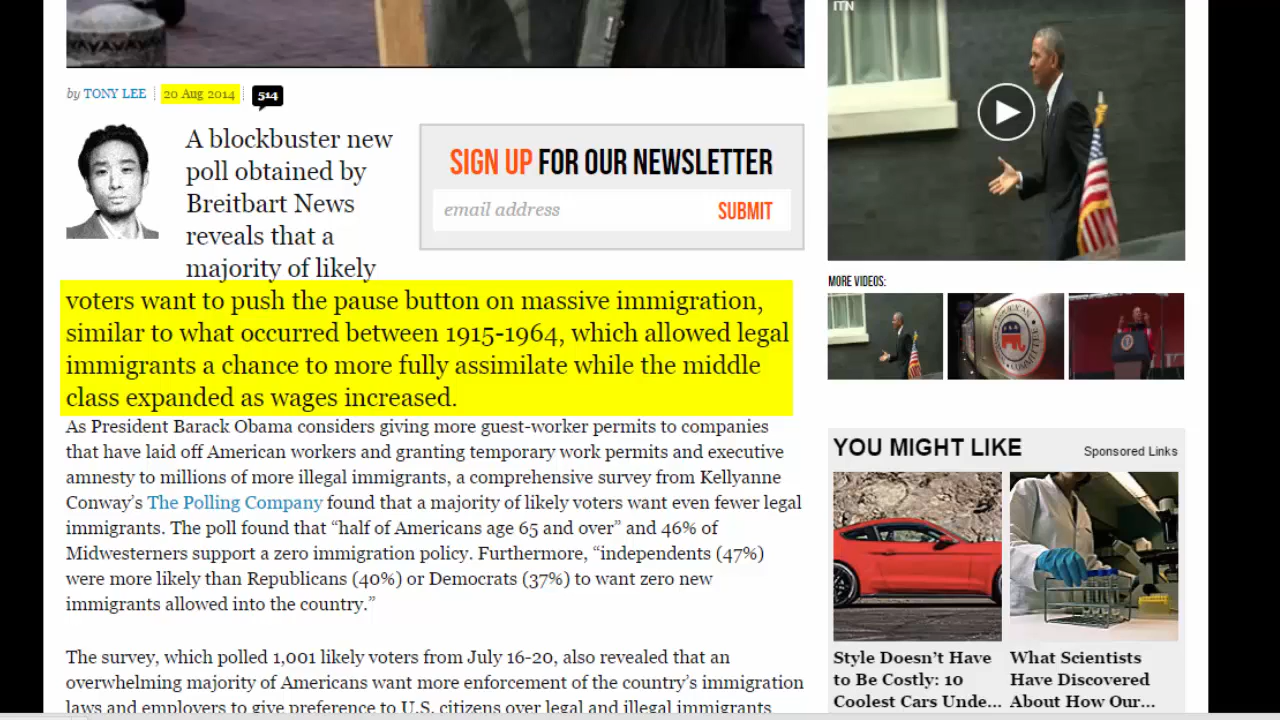 ITN
by TONY LEE 20 Aug 2014 514
A blockbuster new
poll obtained by
Breitbart News
reveals that a
majority of likely
voters want to push the pause button on massive immigration,
similar to what occurred between 1915-1964, which allowed legal
immigrants a chance to more fully assimilate while the middle
class expanded as wages increased.
SIGN UP FOR OUR NEWSLETTER
email address SUBMIT
As President Barack Obama considers giving more guest-worker permits to companies
that have laid off American workers and granting temporary work permits and executive
amnesty to millions of more illegal immigrants, a comprehensive survey from Kellyanne
Conway's The Polling Company found that a majority of likely voters want even fewer legal
immigrants. The poll found that “half of Americans age 65 and over” and 46% of
Midwesterners support a zero immigration policy. Furthermore, “independents (47%)
were more likely than Republicans (40%) or Democrats (37%) to want zero new
immigrants allowed into the country.”
The survey, which polled 1,001 likely voters from July 16-20, also revealed that an
overwhelming majority of Americans want more enforcement of the country's immigration
laws and employers to give preference to U.S. citizens over legal and illegal immigrants
MORE VIDEOS:
YOU MIGHT LIKE Sponsored Links
Style Doesn't Have
to Be Costly: 10
Coolest Cars Unde...
What Scientists
Have Discovered
About How Our...